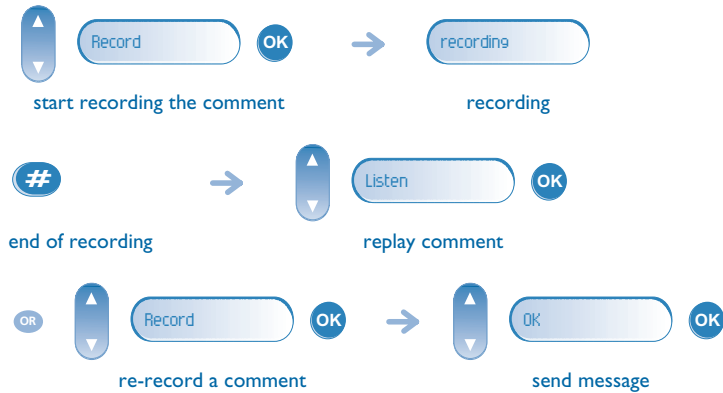 Record OK recording
start recording the comment recording
# Listen OK
end of recording replay comment
OR Record OK OK OK
re-record a comment send message